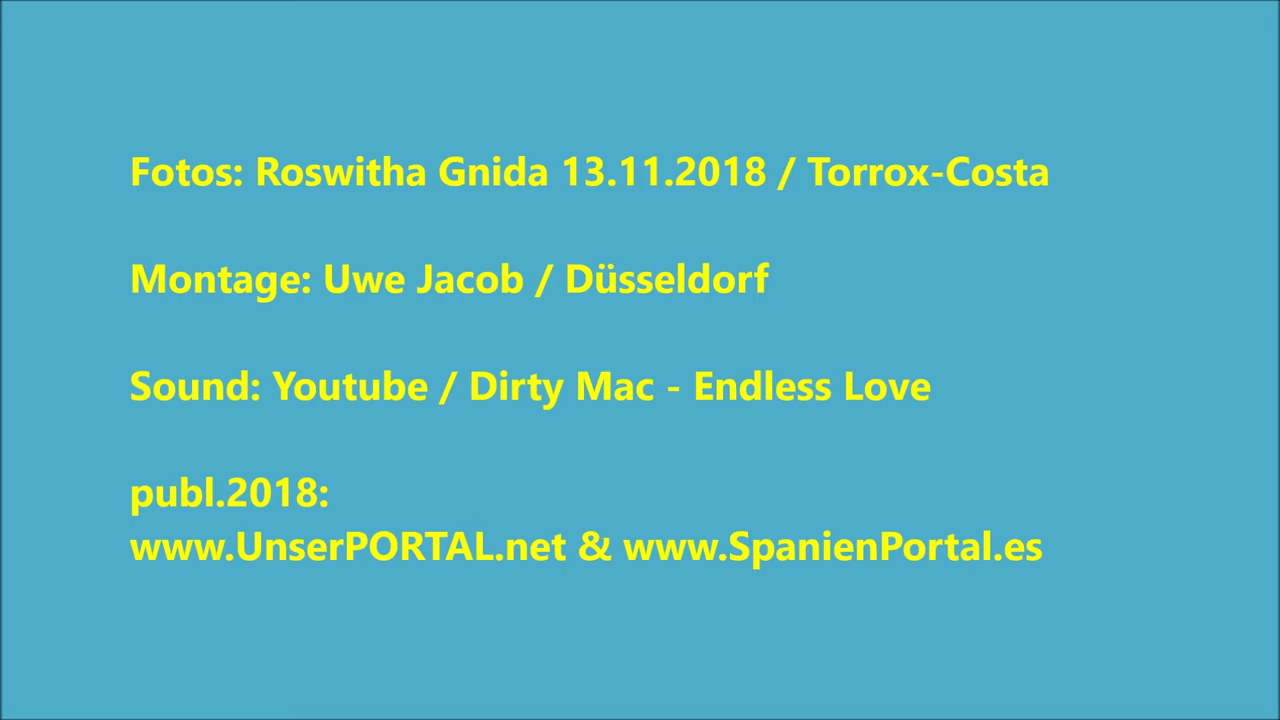 Fotos: Roswitha Gnida 13.11.2018 / Torrox-Costa
Montage: Uwe Jacob / Düsseldorf
Sound: Youtube / Dirty Mac - Endless Love
publ.2018:
www.UnserPORTAL.net & www.SpanienPortal.es